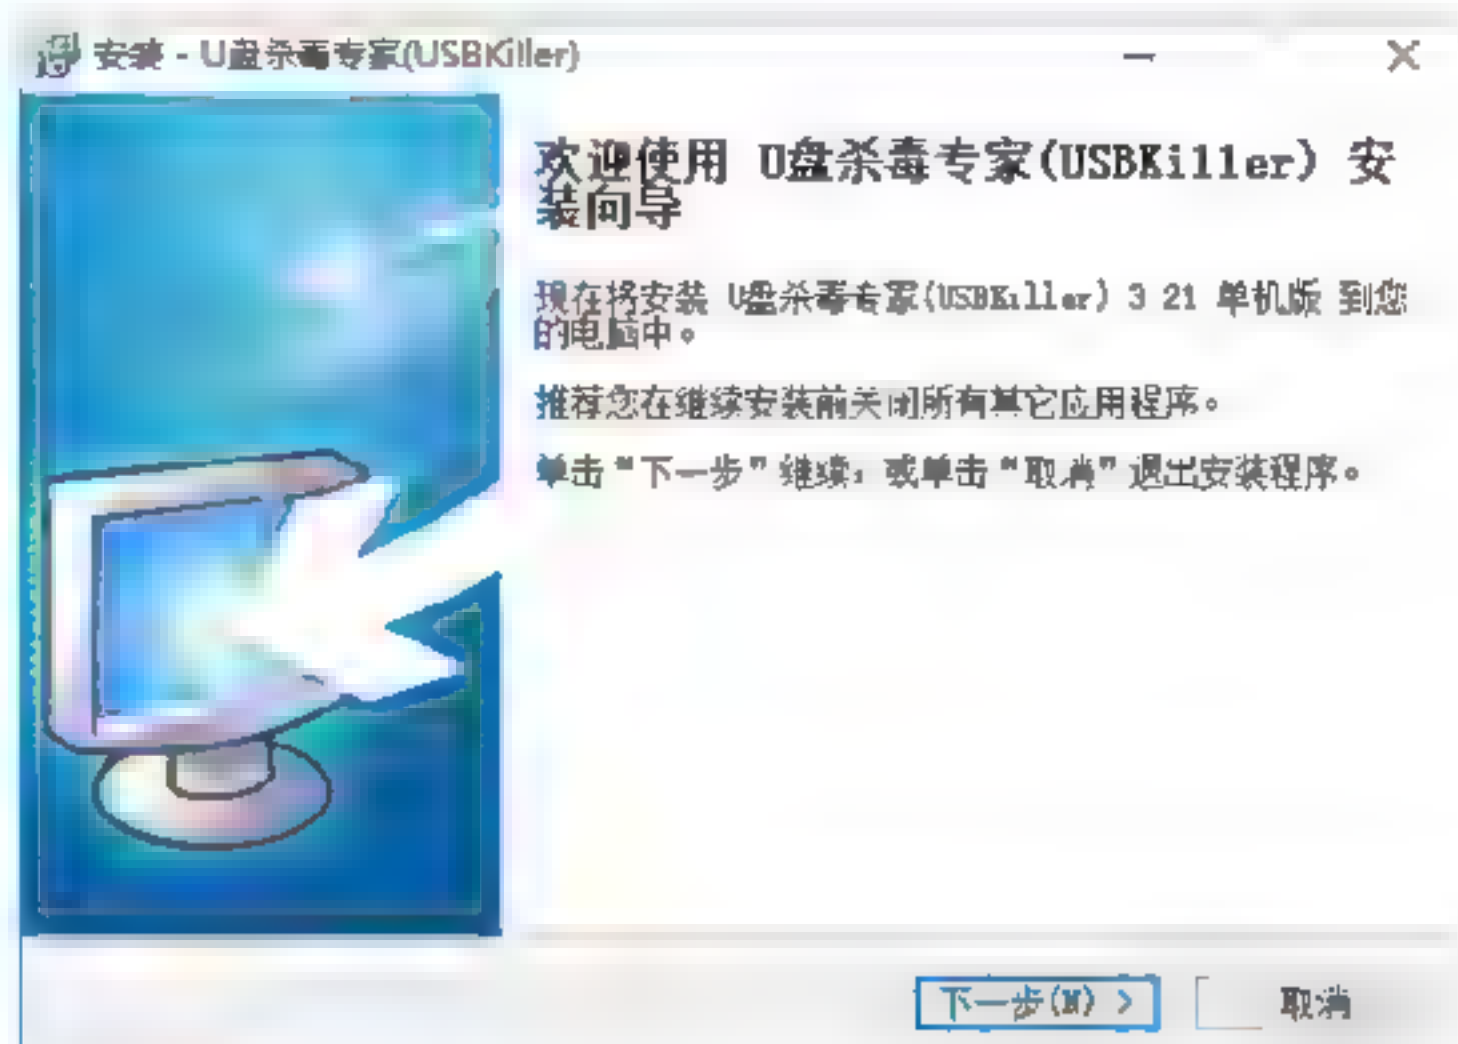 安装 - U盘杀毒专家(USBKiller)
欢迎使用 U盘杀毒专家(USBKiller) 安
装向导
现在将安装 U盘杀毒专家(USBKiller) 3 21 单机版 到您
的电脑中。
推荐您在继续安装前关闭所有其它应用程序。
单击“下一步”继续，或单击“取消”退出安装程序。
下一步(N) >
取消